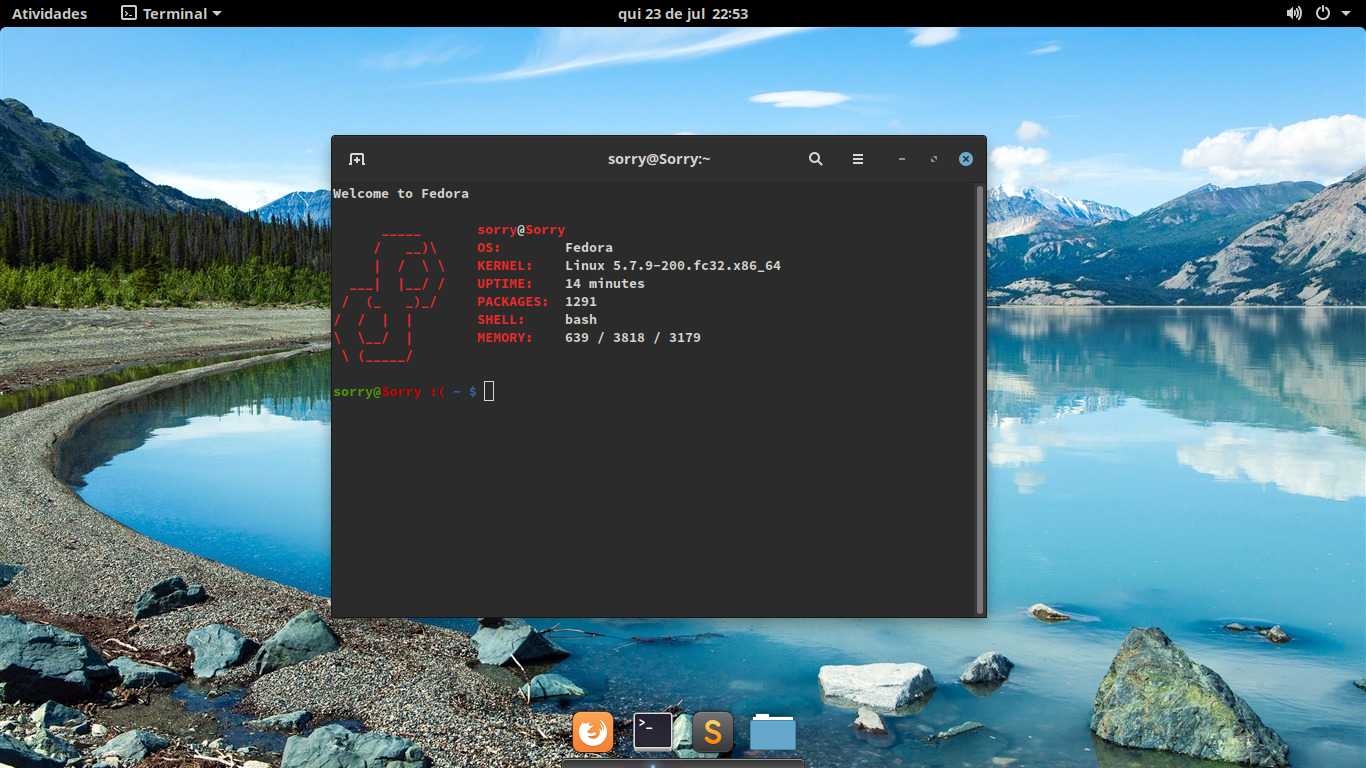 Atividades Terminal qui 23 de jul 22:53
sorry@Sorry:~
Welcome to Fedora
sorry@Sorry
OS: Fedora
KERNEL: Linux 5.7.9-200.fc32.x86_64
UPTIME: 14 minutes
PACKAGES: 1291
SHELL: bash
MEMORY: 639 / 3818 / 3179
sorry@Sorry :( ~ $
>_
S